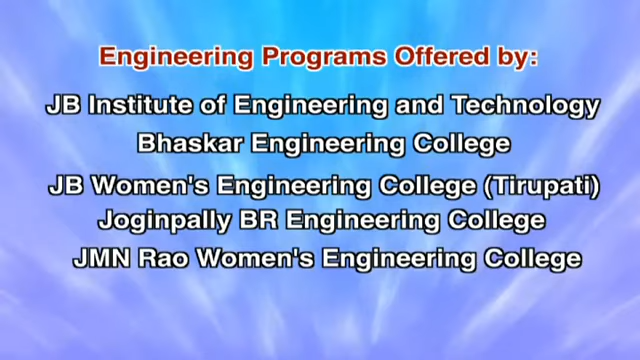 Engineering Programs Offered by:
JB Institute of Engineering and Technology
Bhaskar Engineering College
JB Women's Engineering College (Tirupati)
Joginpally BR Engineering College
JMN Rao Women's Engineering College